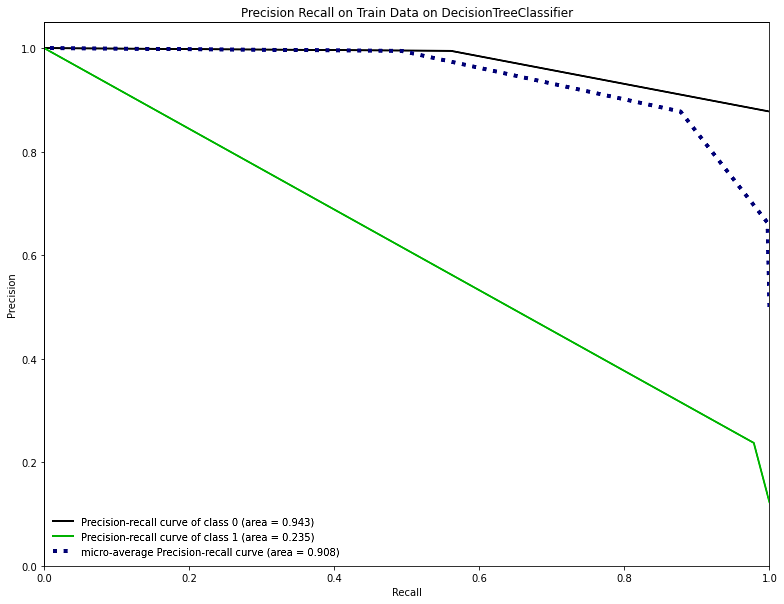 Precision Recall on Train Data on DecisionTreeClassifier
1.0
0.8
0.6
0.4
0.2
0.0
Precision
Precision-recall curve of class 0 (area = 0.943)
Precision-recall curve of class 1 (area = 0.235)
micro-average Precision-recall curve (area = 0.908)
0.0 0.2 0.4 0.6 0.8 1.0
Recall